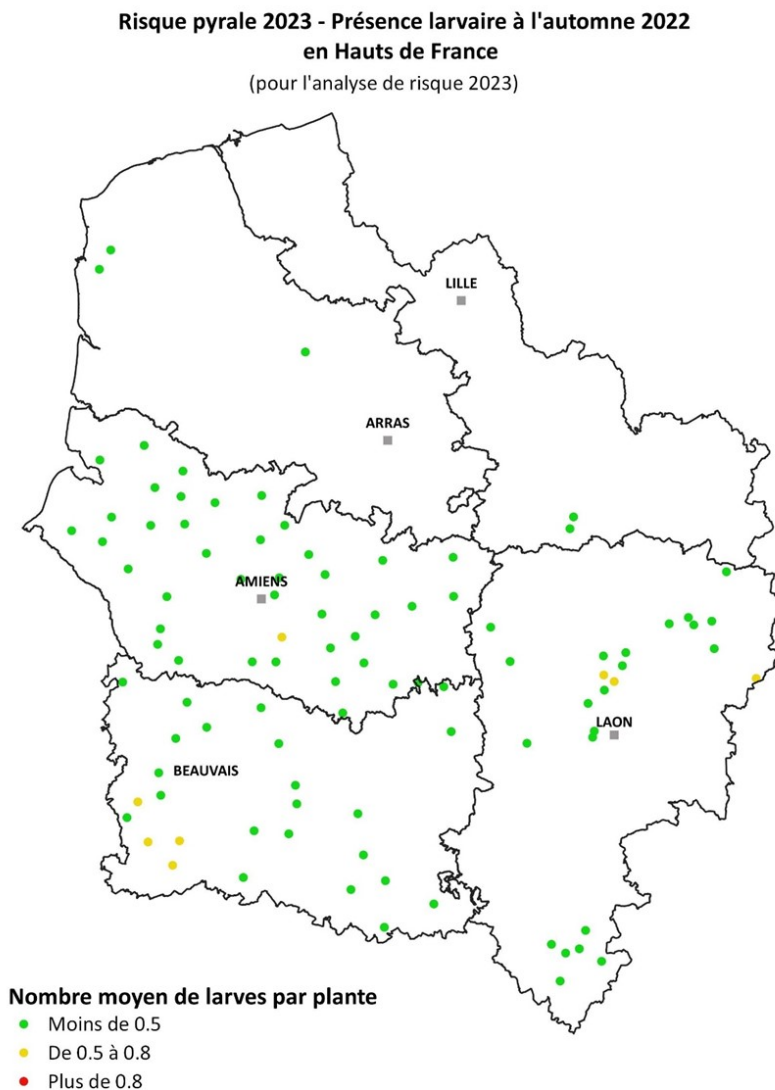 Risque pyrale 2023 - Présence larvaire à l'automne 2022
en Hauts de France
(pour l'analyse de risque 2023)
LILLE
ARRAS
AMIENS
LAON
BEAUVAIS
Nombre moyen de larves par plante
Moins de 0.5
De 0.5 à 0.8
Plus de 0.8